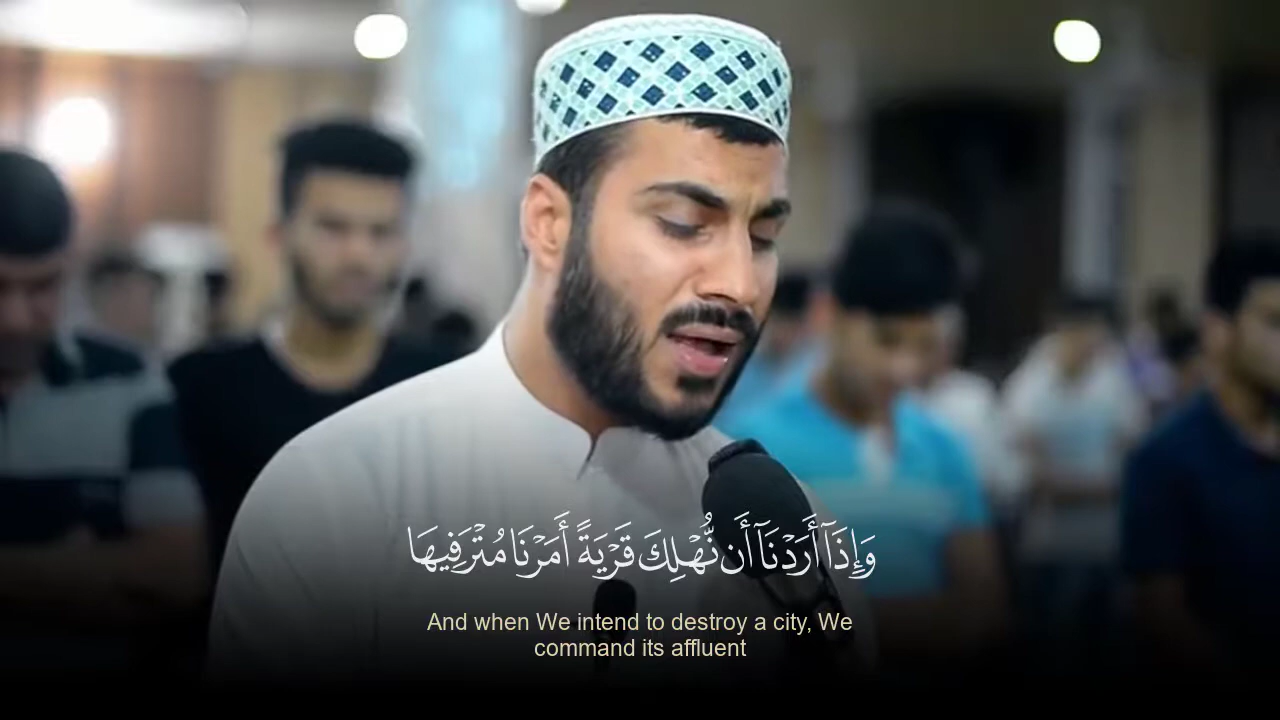 وَإِذَآ أَرَدْنَآ أَن نُّهْلِكَ قَرْيَةً أَمَرْنَا مُتْرَفِيهَا
And when We intend to destroy a city, We
command its affluent